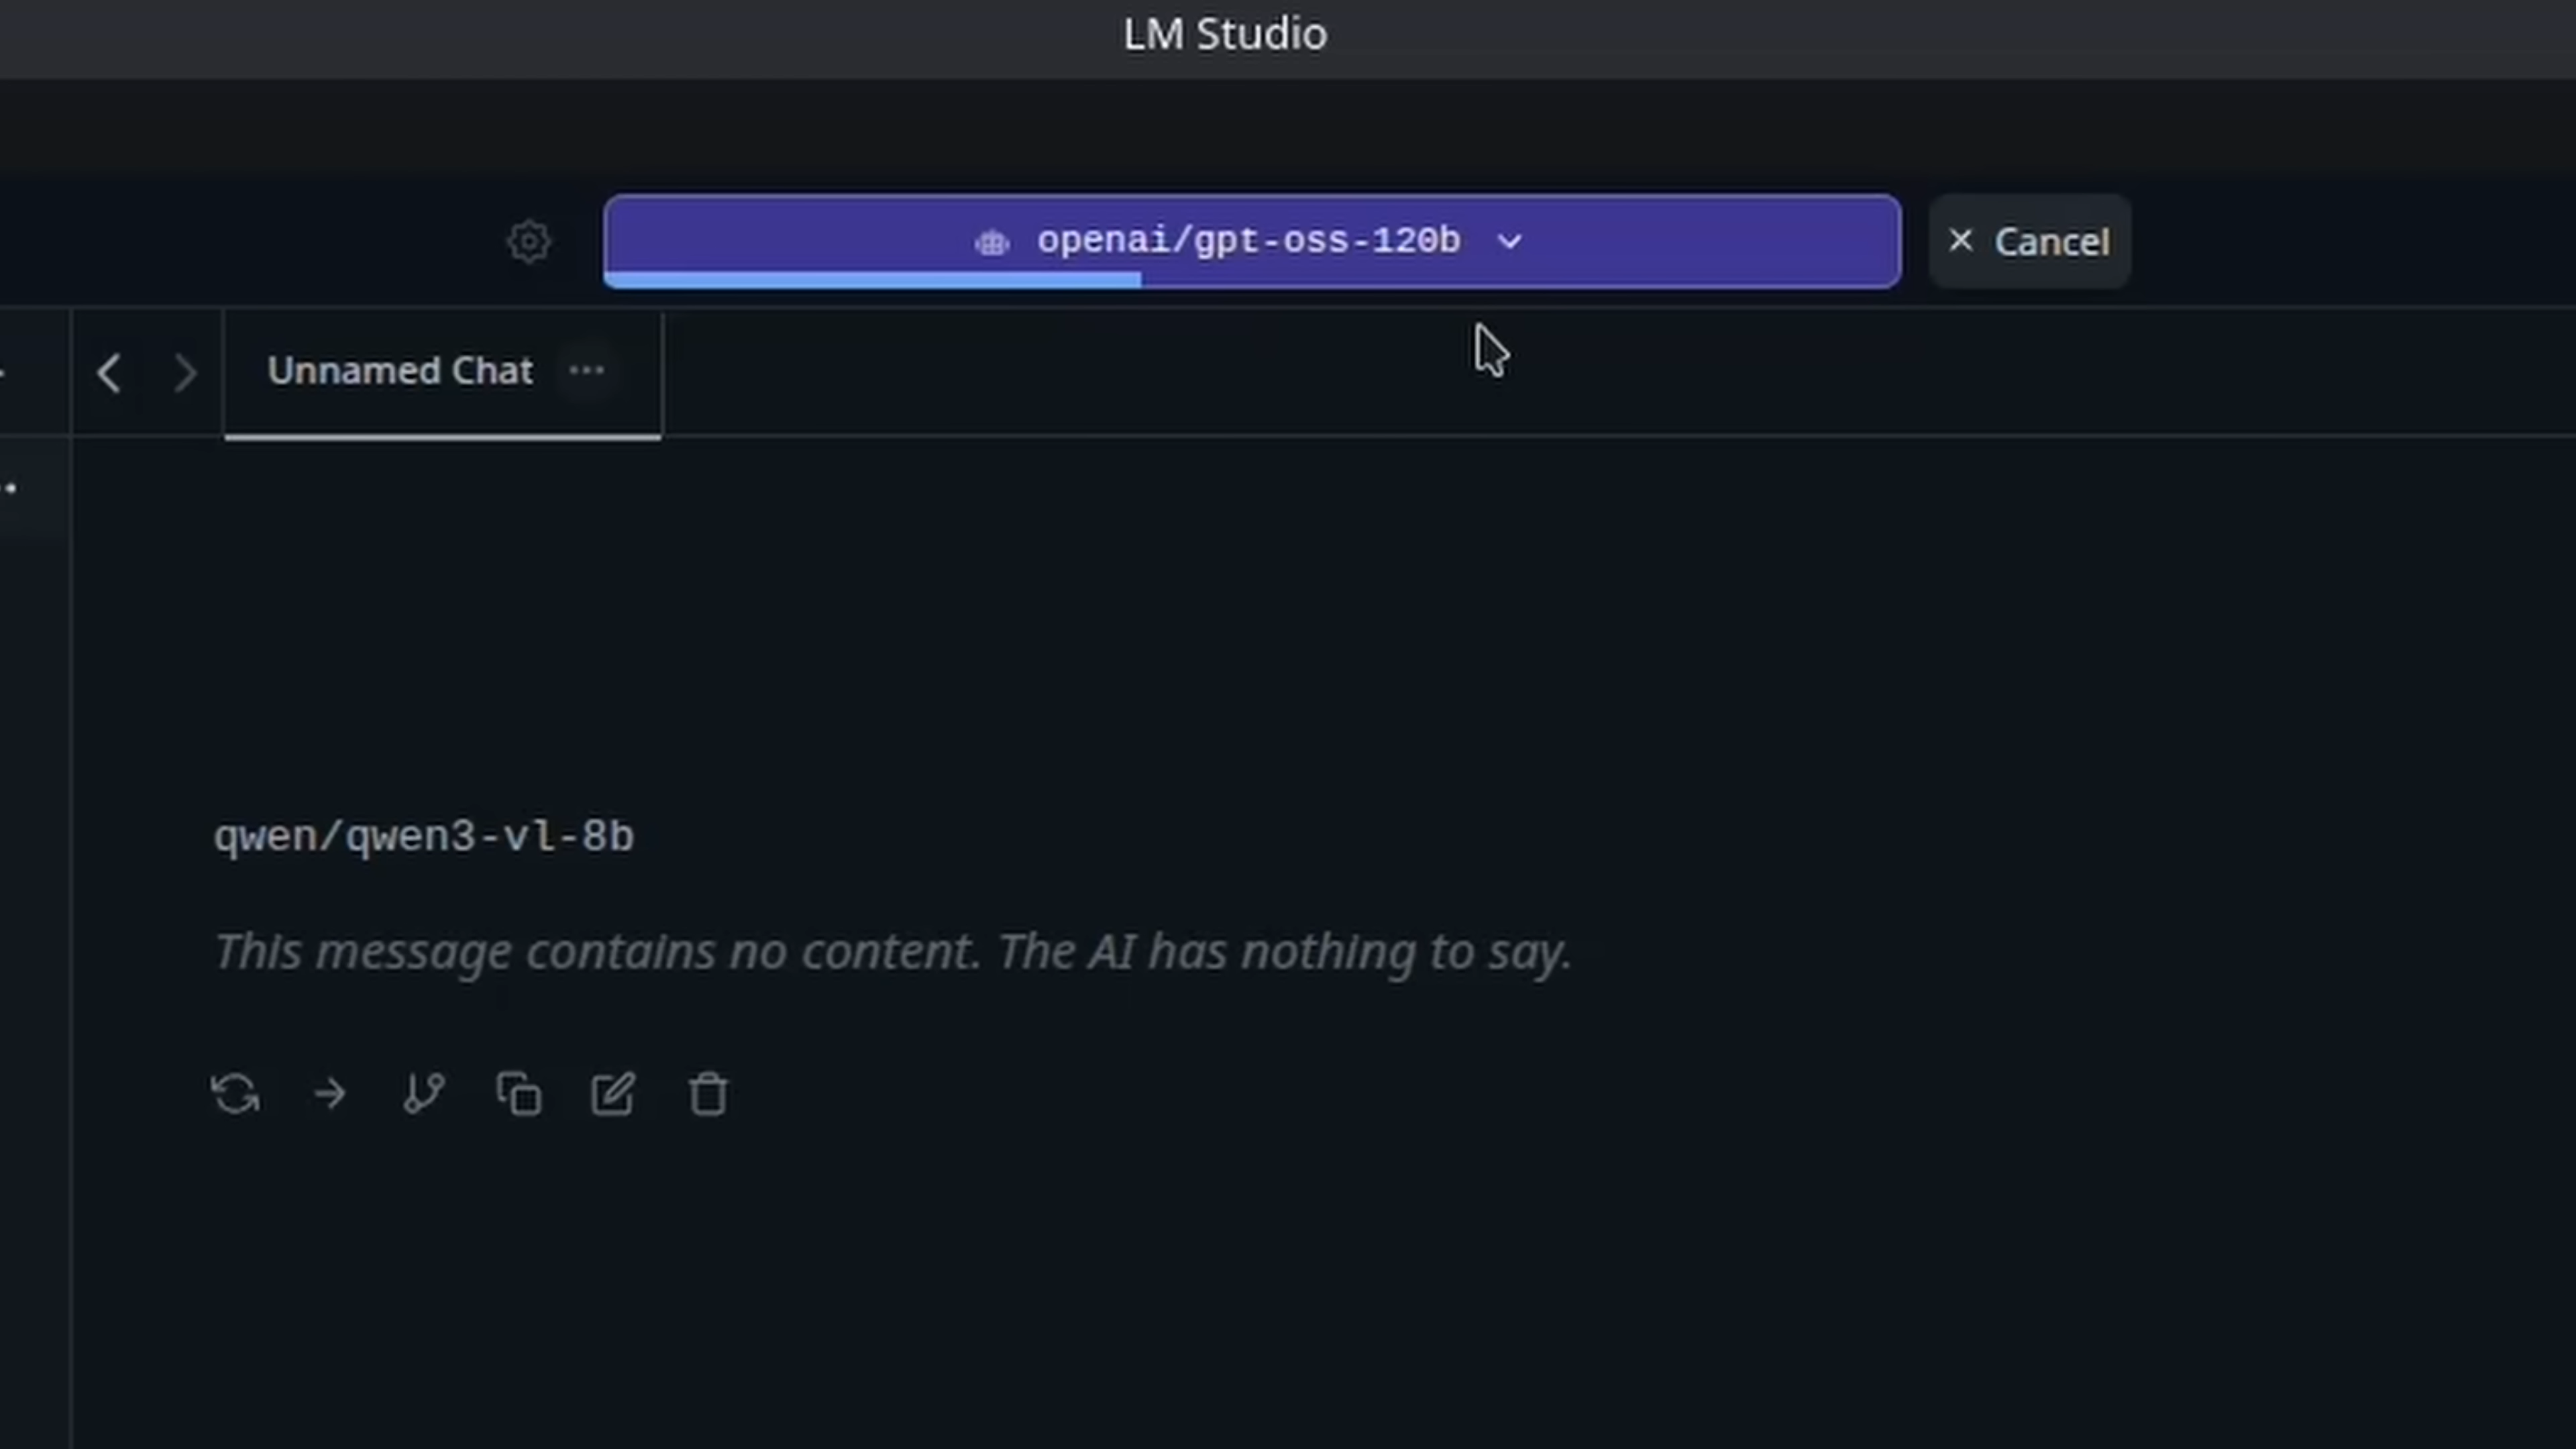 LM Studio
openai/gpt-oss-120b
Cancel
Unnamed Chat
qwen/qwen3-vl-8b
This message contains no content. The AI has nothing to say.